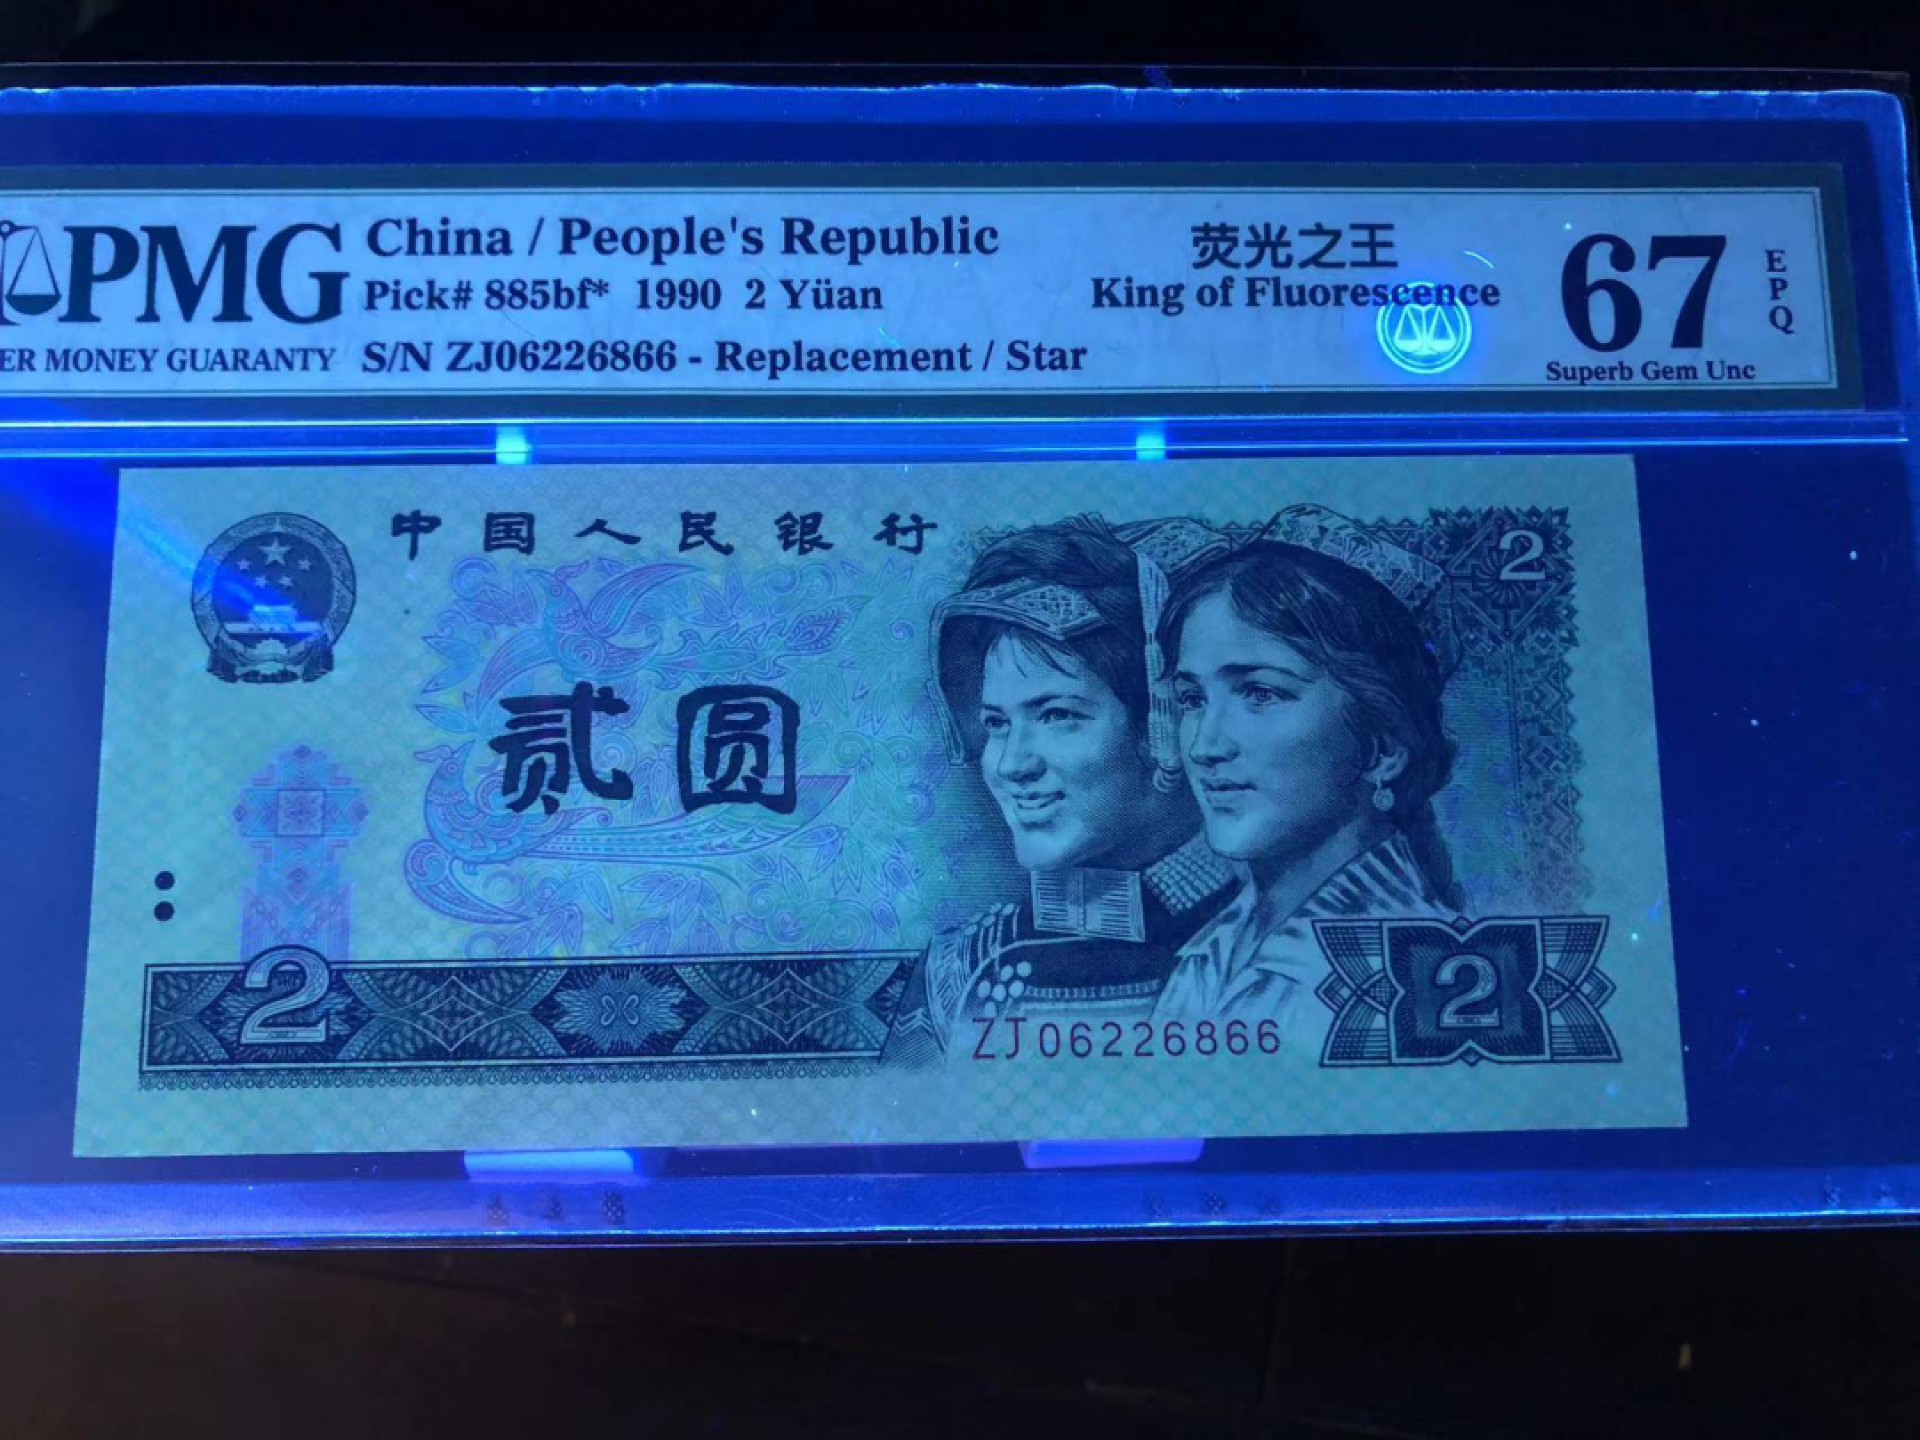 PMG
ER MONEY GUARANTY
China / People's Republic
Pick# 885bf* 1990 2 Yüan
S/N ZJ06226866 - Replacement / Star
荧光之王
King of Fluorescence
67
EPQ
Superb Gem Unc
中国人民银行
2
贰圆
2
ZJ06226866
2